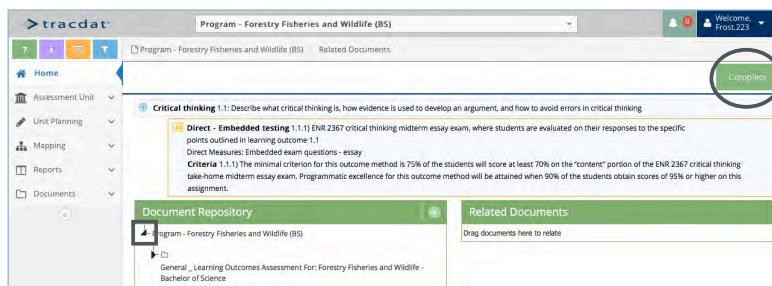 tracdat
Program - Forestry Fisheries and Wildlife (BS)
0
Welcome,
Frost.223
? i
Program - Forestry Fisheries and Wildlife (BS) > Related Documents
Home
Complete
Assessment Unit
Unit Planning
Mapping
Reports
Documents
Critical thinking 1.1: Describe what critical thinking is, how evidence is used to develop an argument, and how to avoid errors in critical thinking
Direct - Embedded testing 1.1.1) ENR 2367 critical thinking midterm essay exam, where students are evaluated on their responses to the specific
points outlined in learning outcome 1.1
Direct Measures: Embedded exam questions - essay
Criteria 1.1.1) The minimal criterion for this outcome method is 75% of the students will score at least 70% on the "content" portion of the ENR 2367 critical thinking
take-home midterm essay exam. Programmatic excellence for this outcome method will be attained when 90% of the students obtain scores of 95% or higher on this
assignment.
Document Repository
Program - Forestry Fisheries and Wildlife (BS)
General _ Learning Outcomes Assessment For: Forestry Fisheries and Wildlife -
Bachelor of Science
Related Documents
Drag documents here to relate